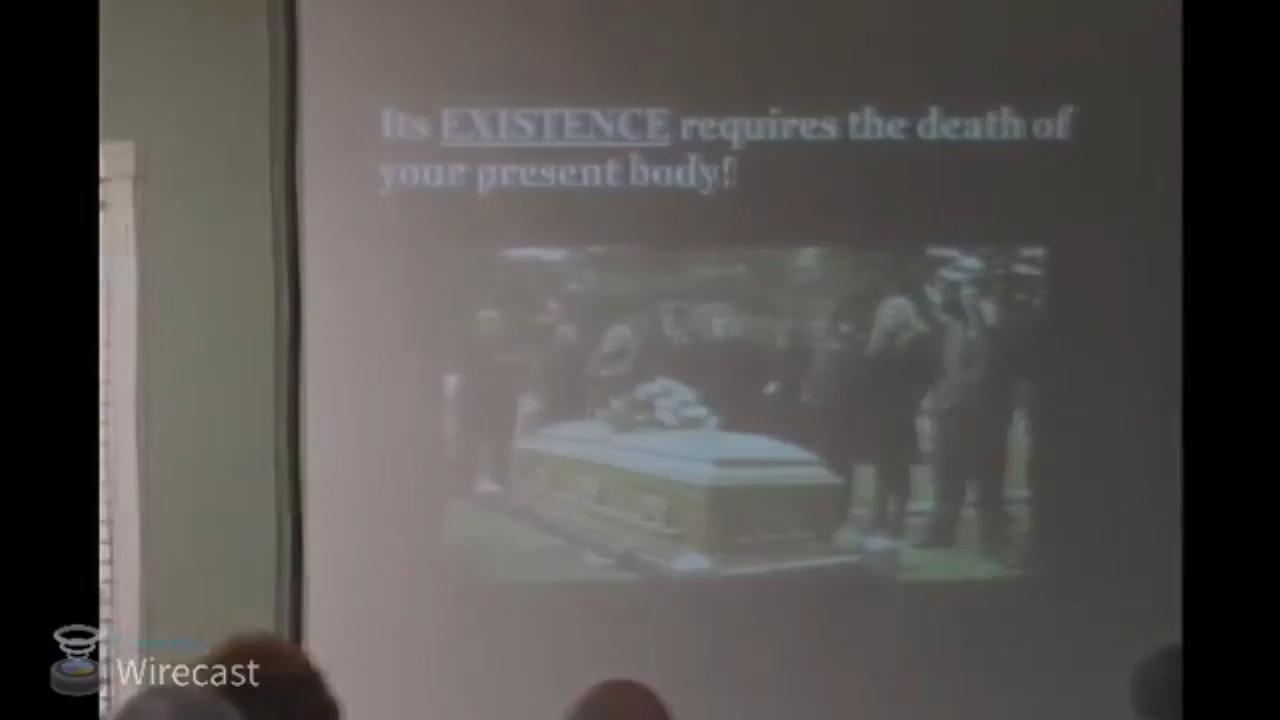 Its EXISTENCE requires the death of
your present body!
Wirecast